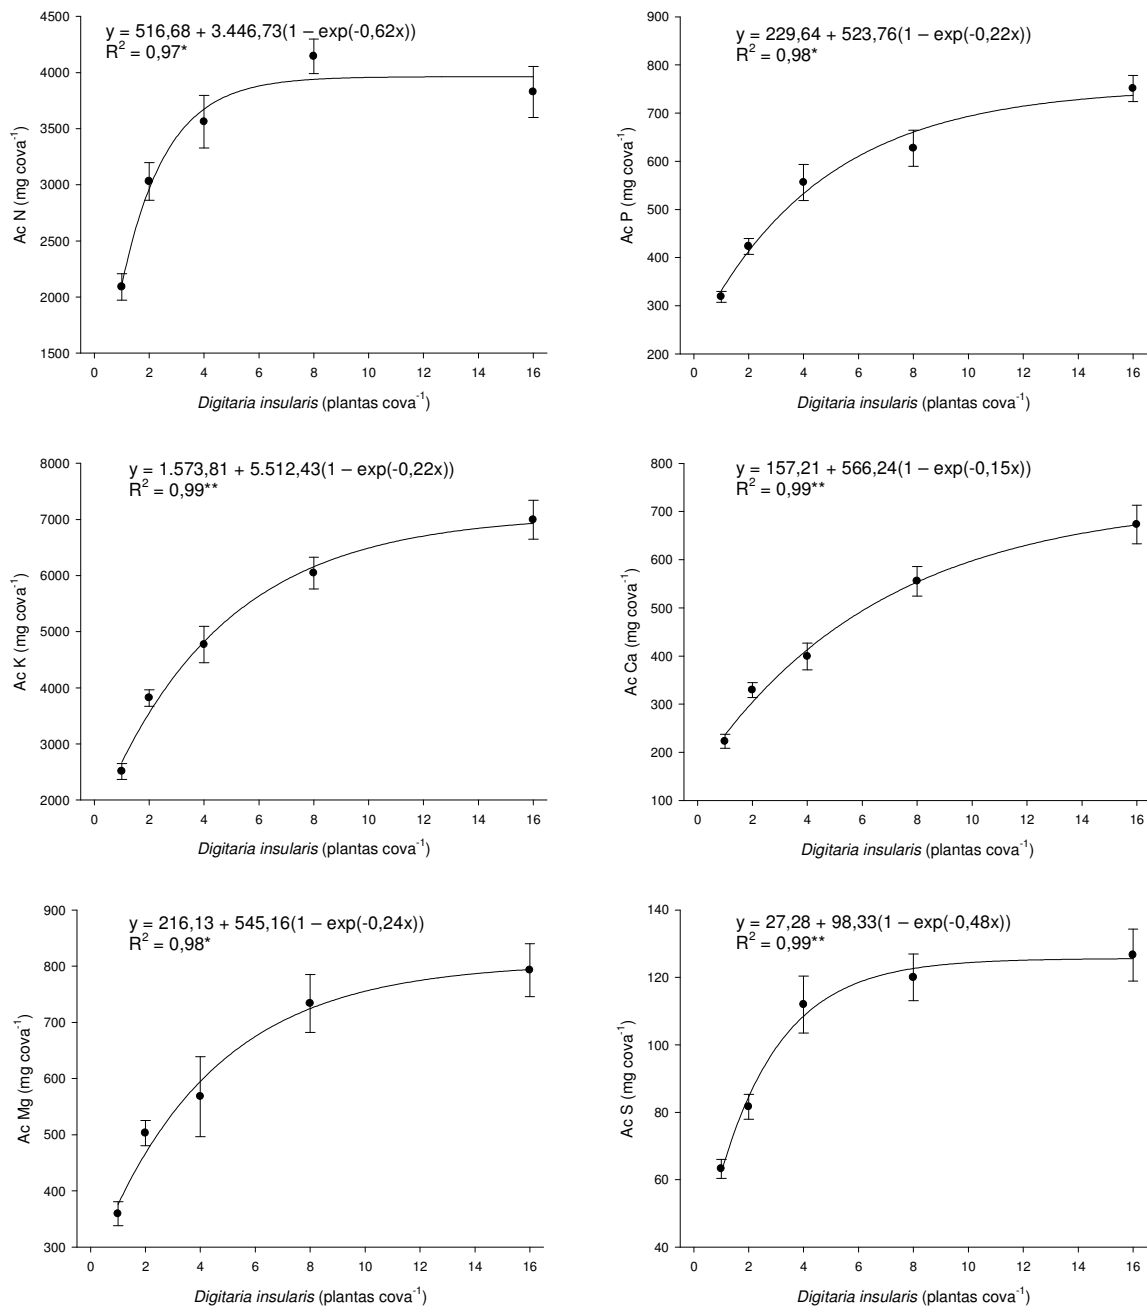 y = 516,68 + 3.446,73(1 – exp(-0,62x))
R² = 0,97*
Ac N (mg cova⁻¹)
4500
4000
3500
3000
2500
2000
1500
0 2 4 6 8 10 12 14 16
Digitaria insularis (plantas cova⁻¹)
y = 229,64 + 523,76(1 – exp(-0,22x))
R² = 0,98*
Ac P (mg cova⁻¹)
900
800
700
600
500
400
300
200
0 2 4 6 8 10 12 14 16
Digitaria insularis (plantas cova⁻¹)
y = 1.573,81 + 5.512,43(1 – exp(-0,22x))
R² = 0,99**
Ac K (mg cova⁻¹)
8000
7000
6000
5000
4000
3000
2000
0 2 4 6 8 10 12 14 16
Digitaria insularis (plantas cova⁻¹)
y = 157,21 + 566,24(1 – exp(-0,15x))
R² = 0,99**
Ac Ca (mg cova⁻¹)
800
700
600
500
400
300
200
100
0 2 4 6 8 10 12 14 16
Digitaria insularis (plantas cova⁻¹)
y = 216,13 + 545,16(1 – exp(-0,24x))
R² = 0,98*
Ac Mg (mg cova⁻¹)
900
800
700
600
500
400
300
0 2 4 6 8 10 12 14 16
Digitaria insularis (plantas cova⁻¹)
y = 27,28 + 98,33(1 – exp(-0,48x))
R² = 0,99**
Ac S (mg cova⁻¹)
140
120
100
80
60
40
0 2 4 6 8 10 12 14 16
Digitaria insularis (plantas cova⁻¹)